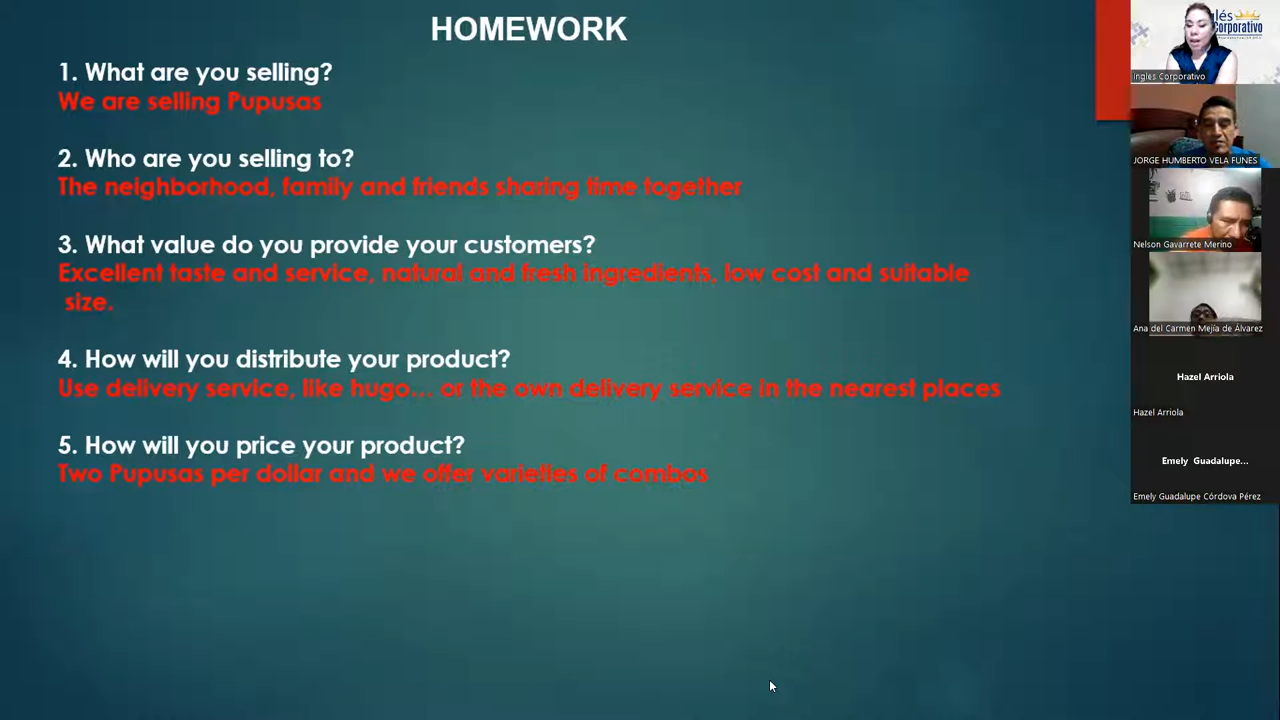 HOMEWORK
1. What are you selling?
We are selling Pupusas
2. Who are you selling to?
The neighborhood, family and friends sharing time together
3. What value do you provide your customers?
Excellent taste and service, natural and fresh ingredients, low cost and suitable
size.
4. How will you distribute your product?
Use delivery service, like hugo... or the own delivery service in the nearest places
5. How will you price your product?
Two Pupusas per dollar and we offer varieties of combos
lés
orporativo
Ingles Corporativo
JORGE HUMBERTO VELA FUNES
Nelson Gavarrete Merino
Ana del Carmen Mejía de Álvarez
Hazel Arriola
Hazel Arriola
Emely Guadalupe...
Emely Guadalupe Córdova Pérez